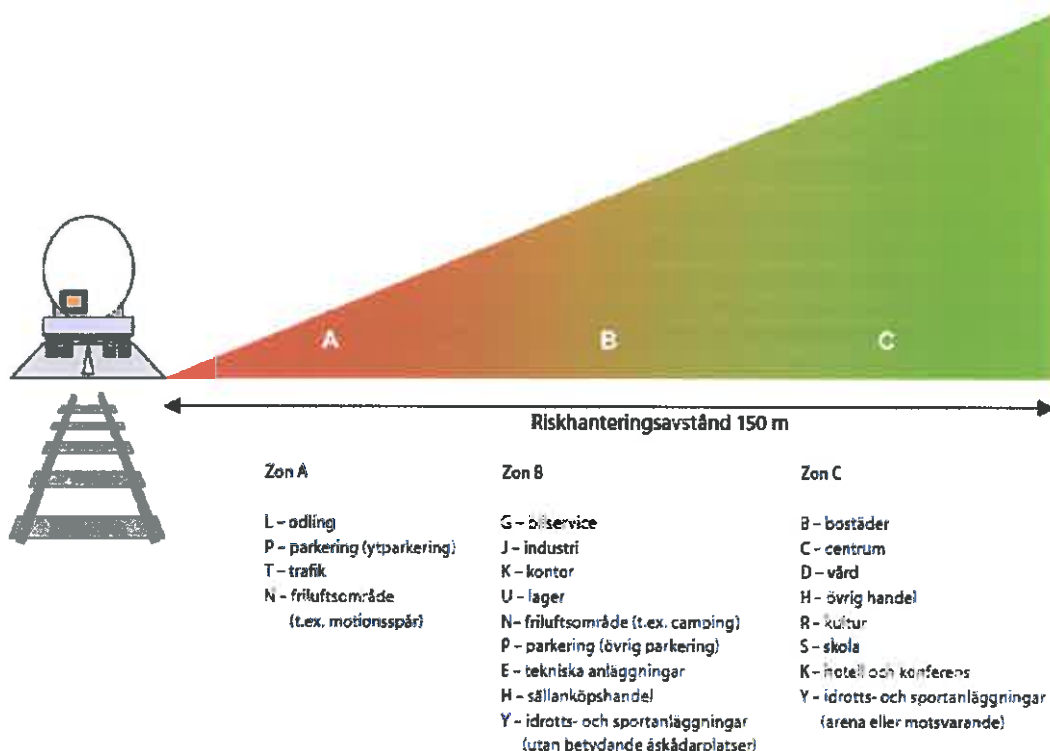 A
B
C
Riskhanteringsavstånd 150 m
Zon A
L – odling
P – parkering (ytparkering)
T – trafik
N – friluftsområde
(t.ex. motionsspår)
Zon B
G – bilservice
J – industri
K – kontor
U – lager
N – friluftsområde (t.ex. camping)
P – parkering (övrig parkering)
E – tekniska anläggningar
H – sällanköpshandel
Y – idrotts- och sportanläggningar
(utan betydande åskådarplatser)
Zon C
B – bostäder
C – centrum
D – vård
H – övrig handel
R – kultur
S – skola
K – hotell och konferens
Y – idrotts- och sportanläggningar
(arena eller motsvarande)